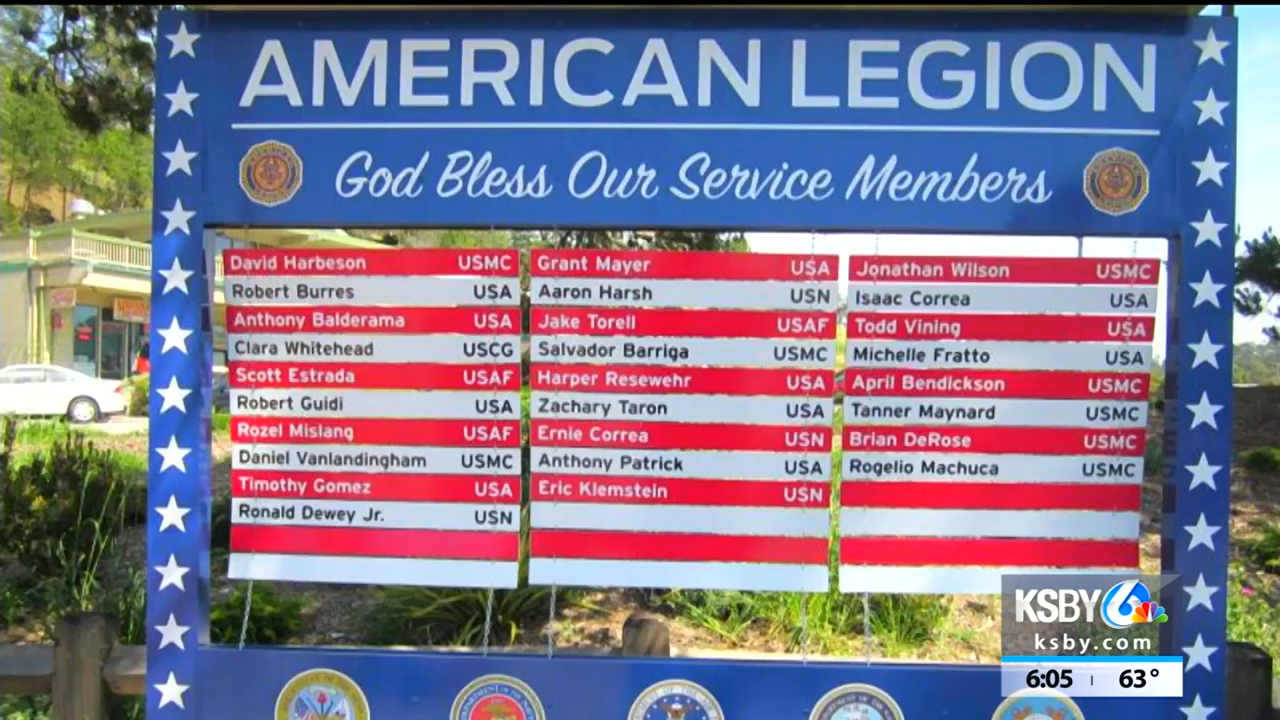 AMERICAN LEGION
God Bless Our Service Members
David Harbeson USMC
Robert Burres USA
Anthony Balderama USA
Clara Whitehead USCG
Scott Estrada USAF
Robert Guidi USA
Rozel Mislang USAF
Daniel Vanlandingham USMC
Timothy Gomez USA
Ronald Dewey Jr. USN
Grant Mayer USA
Aaron Harsh USN
Jake Torell USAF
Salvador Barriga USMC
Harper Resewehr USA
Zachary Taron USA
Ernie Correa USN
Anthony Patrick USA
Eric Klemstein USN
Jonathan Wilson USMC
Isaac Correa USA
Todd Vining USA
Michelle Fratto USA
April Bendickson USMC
Tanner Maynard USMC
Brian DeRose USMC
Rogelio Machuca USMC
KSBY 6
ksby.com
6:05 63°